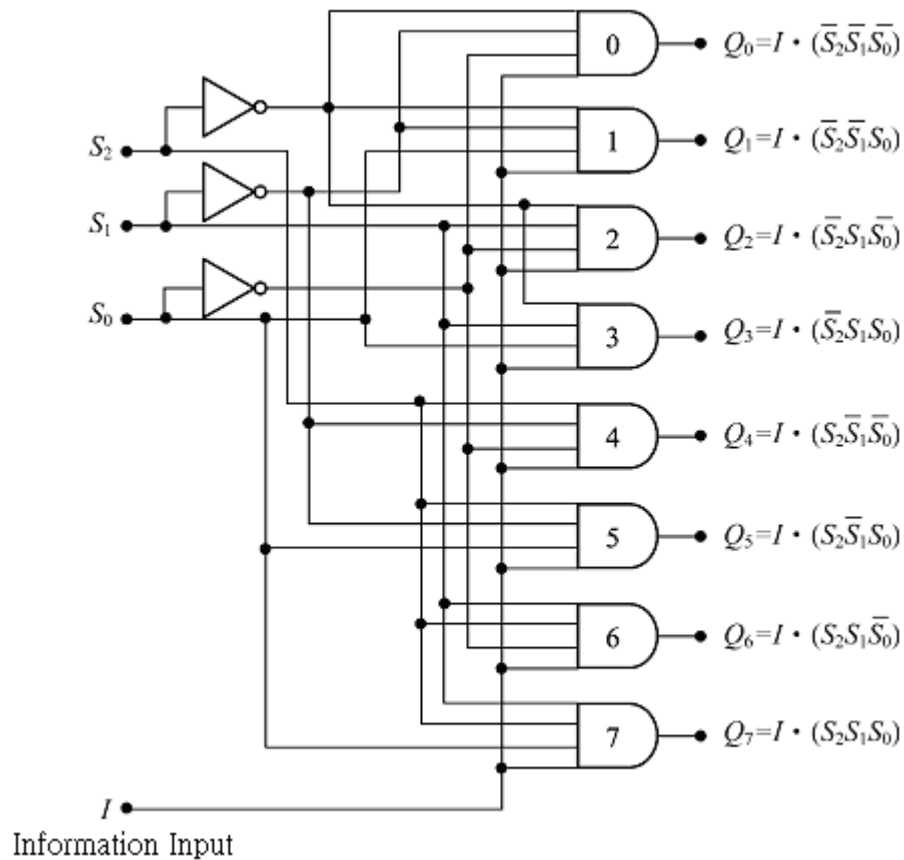 0 Q₀=I • (S̅₂S̅₁S̅₀)
S₂
1 Q₁=I • (S̅₂S̅₁S₀)
S₁
2 Q₂=I • (S̅₂S₁S̅₀)
S₀
3 Q₃=I • (S̅₂S₁S₀)
4 Q₄=I • (S₂S̅₁S̅₀)
5 Q₅=I • (S₂S̅₁S₀)
6 Q₆=I • (S₂S₁S̅₀)
7 Q₇=I • (S₂S₁S₀)
I
Information Input